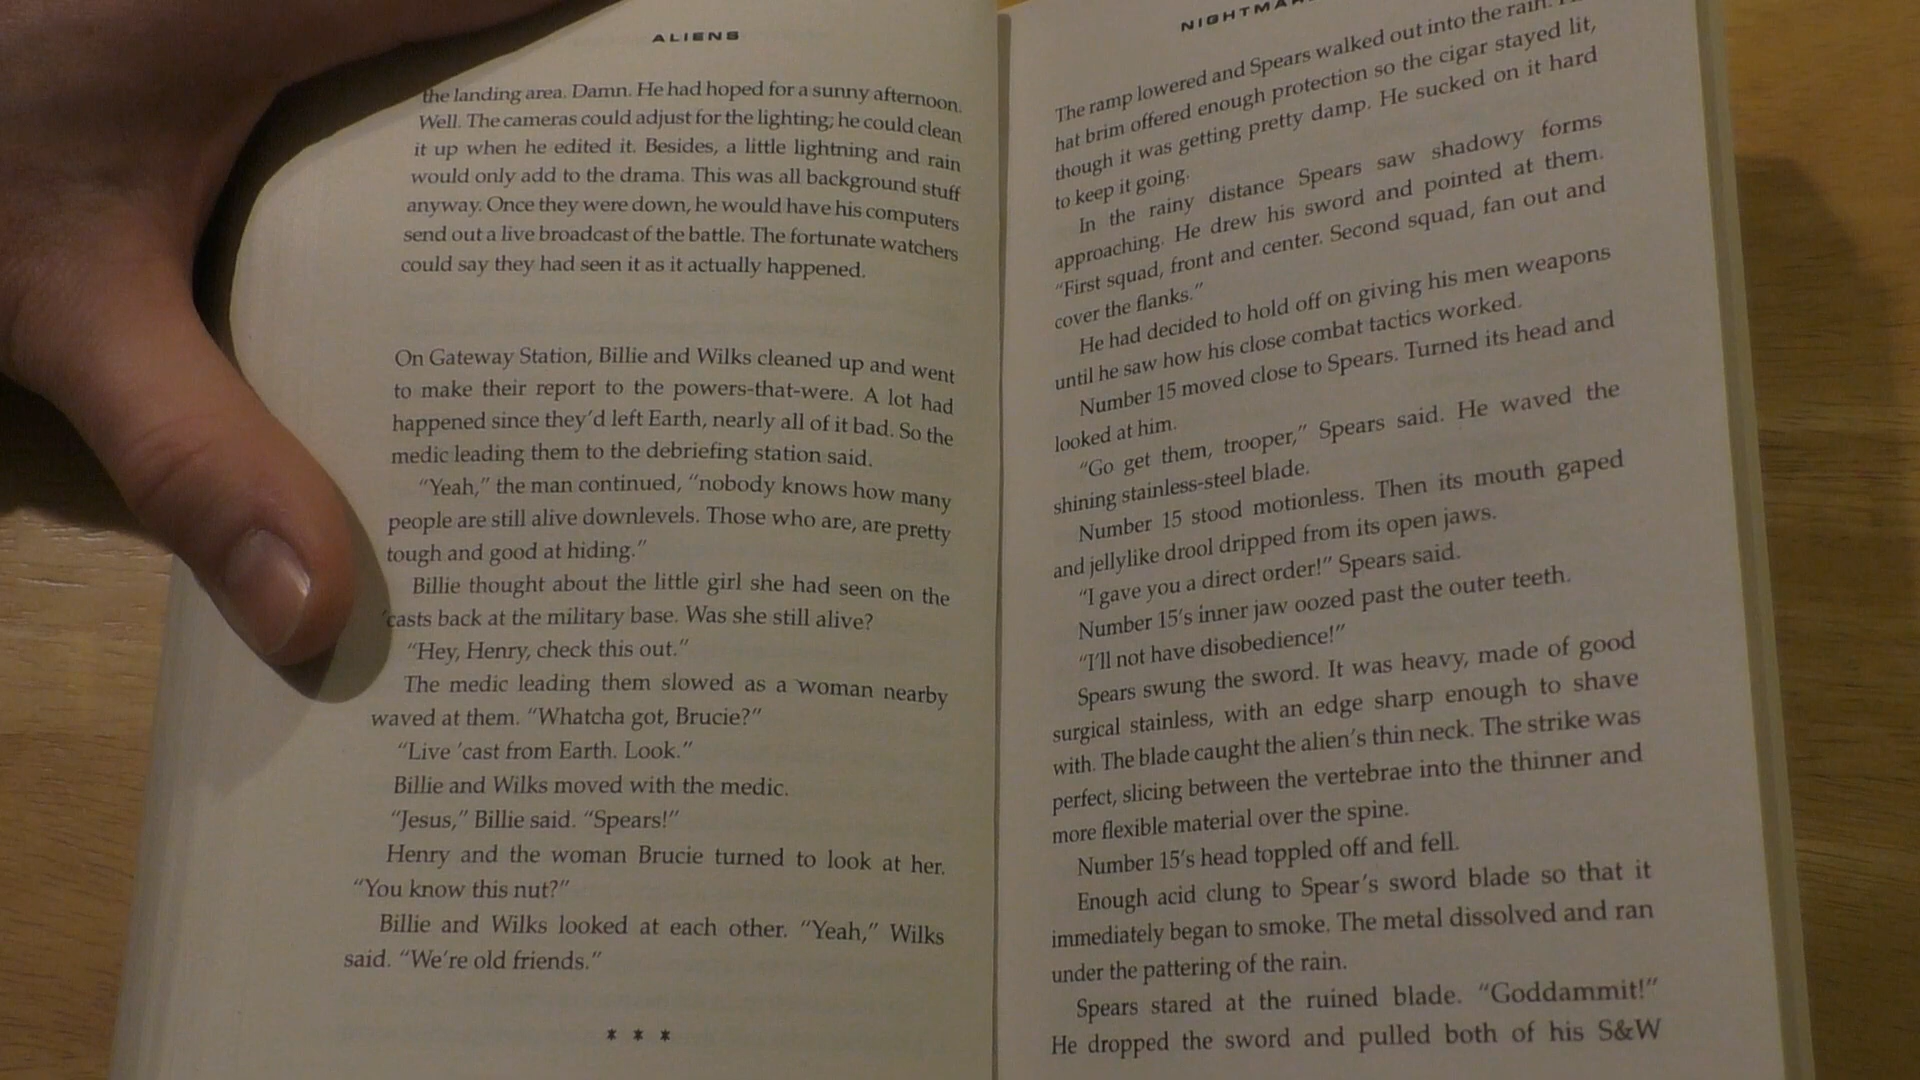 ALIENS
the landing area. Damn. He had hoped for a sunny afternoon.
Well. The cameras could adjust for the lighting; he could clean
it up when he edited it. Besides, a little lightning and rain
would only add to the drama. This was all background stuff
anyway. Once they were down, he would have his computers
send out a live broadcast of the battle. The fortunate watchers
could say they had seen it as it actually happened.
On Gateway Station, Billie and Wilks cleaned up and went
to make their report to the powers-that-were. A lot had
happened since they'd left Earth, nearly all of it bad. So the
medic leading them to the debriefing station said.
“Yeah,” the man continued, “nobody knows how many
people are still alive downlevels. Those who are, are pretty
tough and good at hiding.”
Billie thought about the little girl she had seen on the
'casts back at the military base. Was she still alive?
“Hey, Henry, check this out.”
The medic leading them slowed as a woman nearby
waved at them. “Whatcha got, Brucie?”
“Live 'cast from Earth. Look.”
Billie and Wilks moved with the medic.
“Jesus,” Billie said. “Spears!”
Henry and the woman Brucie turned to look at her.
“You know this nut?”
Billie and Wilks looked at each other. “Yeah,” Wilks
said. “We're old friends.”
* * *
The ramp lowered and Spears walked out into the rain.
hat brim offered enough protection so the cigar stayed lit,
though it was getting pretty damp. He sucked on it hard
to keep it going.
In the rainy distance Spears saw shadowy forms
approaching. He drew his sword and pointed at them.
“First squad, front and center. Second squad, fan out and
cover the flanks.”
He had decided to hold off on giving his men weapons
until he saw how his close combat tactics worked.
Number 15 moved close to Spears. Turned its head and
looked at him.
“Go get them, trooper,” Spears said. He waved the
shining stainless-steel blade.
Number 15 stood motionless. Then its mouth gaped
and jellylike drool dripped from its open jaws.
“I gave you a direct order!” Spears said.
Number 15's inner jaw oozed past the outer teeth.
“I'll not have disobedience!”
Spears swung the sword. It was heavy, made of good
surgical stainless, with an edge sharp enough to shave
with. The blade caught the alien's thin neck. The strike was
perfect, slicing between the vertebrae into the thinner and
more flexible material over the spine.
Number 15's head toppled off and fell.
Enough acid clung to Spear's sword blade so that it
immediately began to smoke. The metal dissolved and ran
under the pattering of the rain.
Spears stared at the ruined blade. “Goddammit!”
He dropped the sword and pulled both of his S&W